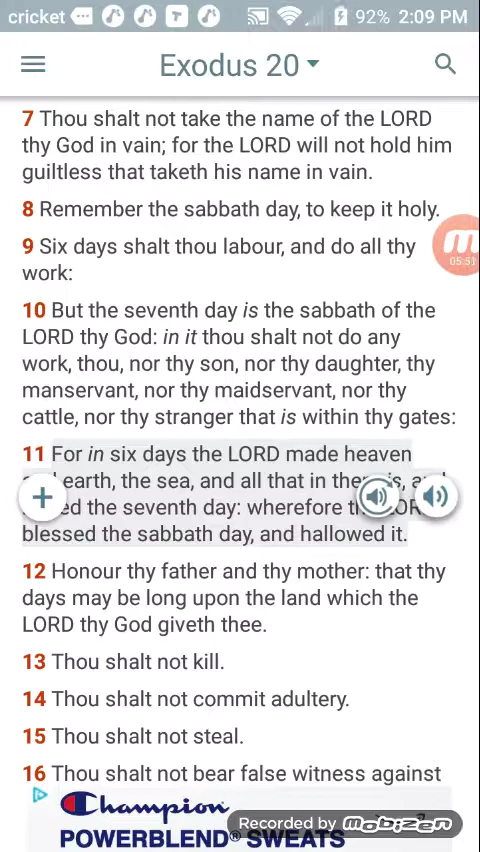 cricket 92% 2:09 PM
Exodus 20
7 Thou shalt not take the name of the LORD
thy God in vain; for the LORD will not hold him
guiltless that taketh his name in vain.
8 Remember the sabbath day, to keep it holy.
9 Six days shalt thou labour, and do all thy
work:
05:51
10 But the seventh day is the sabbath of the
LORD thy God: in it thou shalt not do any
work, thou, nor thy son, nor thy daughter, thy
manservant, nor thy maidservant, nor thy
cattle, nor thy stranger that is within thy gates:
11 For in six days the LORD made heaven
earth, the sea, and all that in is,
the seventh day: wherefore
blessed the sabbath day, and hallowed it.
12 Honour thy father and thy mother: that thy
days may be long upon the land which the
LORD thy God giveth thee.
13 Thou shalt not kill.
14 Thou shalt not commit adultery.
15 Thou shalt not steal.
16 Thou shalt not bear false witness against
Champion
POWERBLEND® SWEATS
Recorded by mobizen